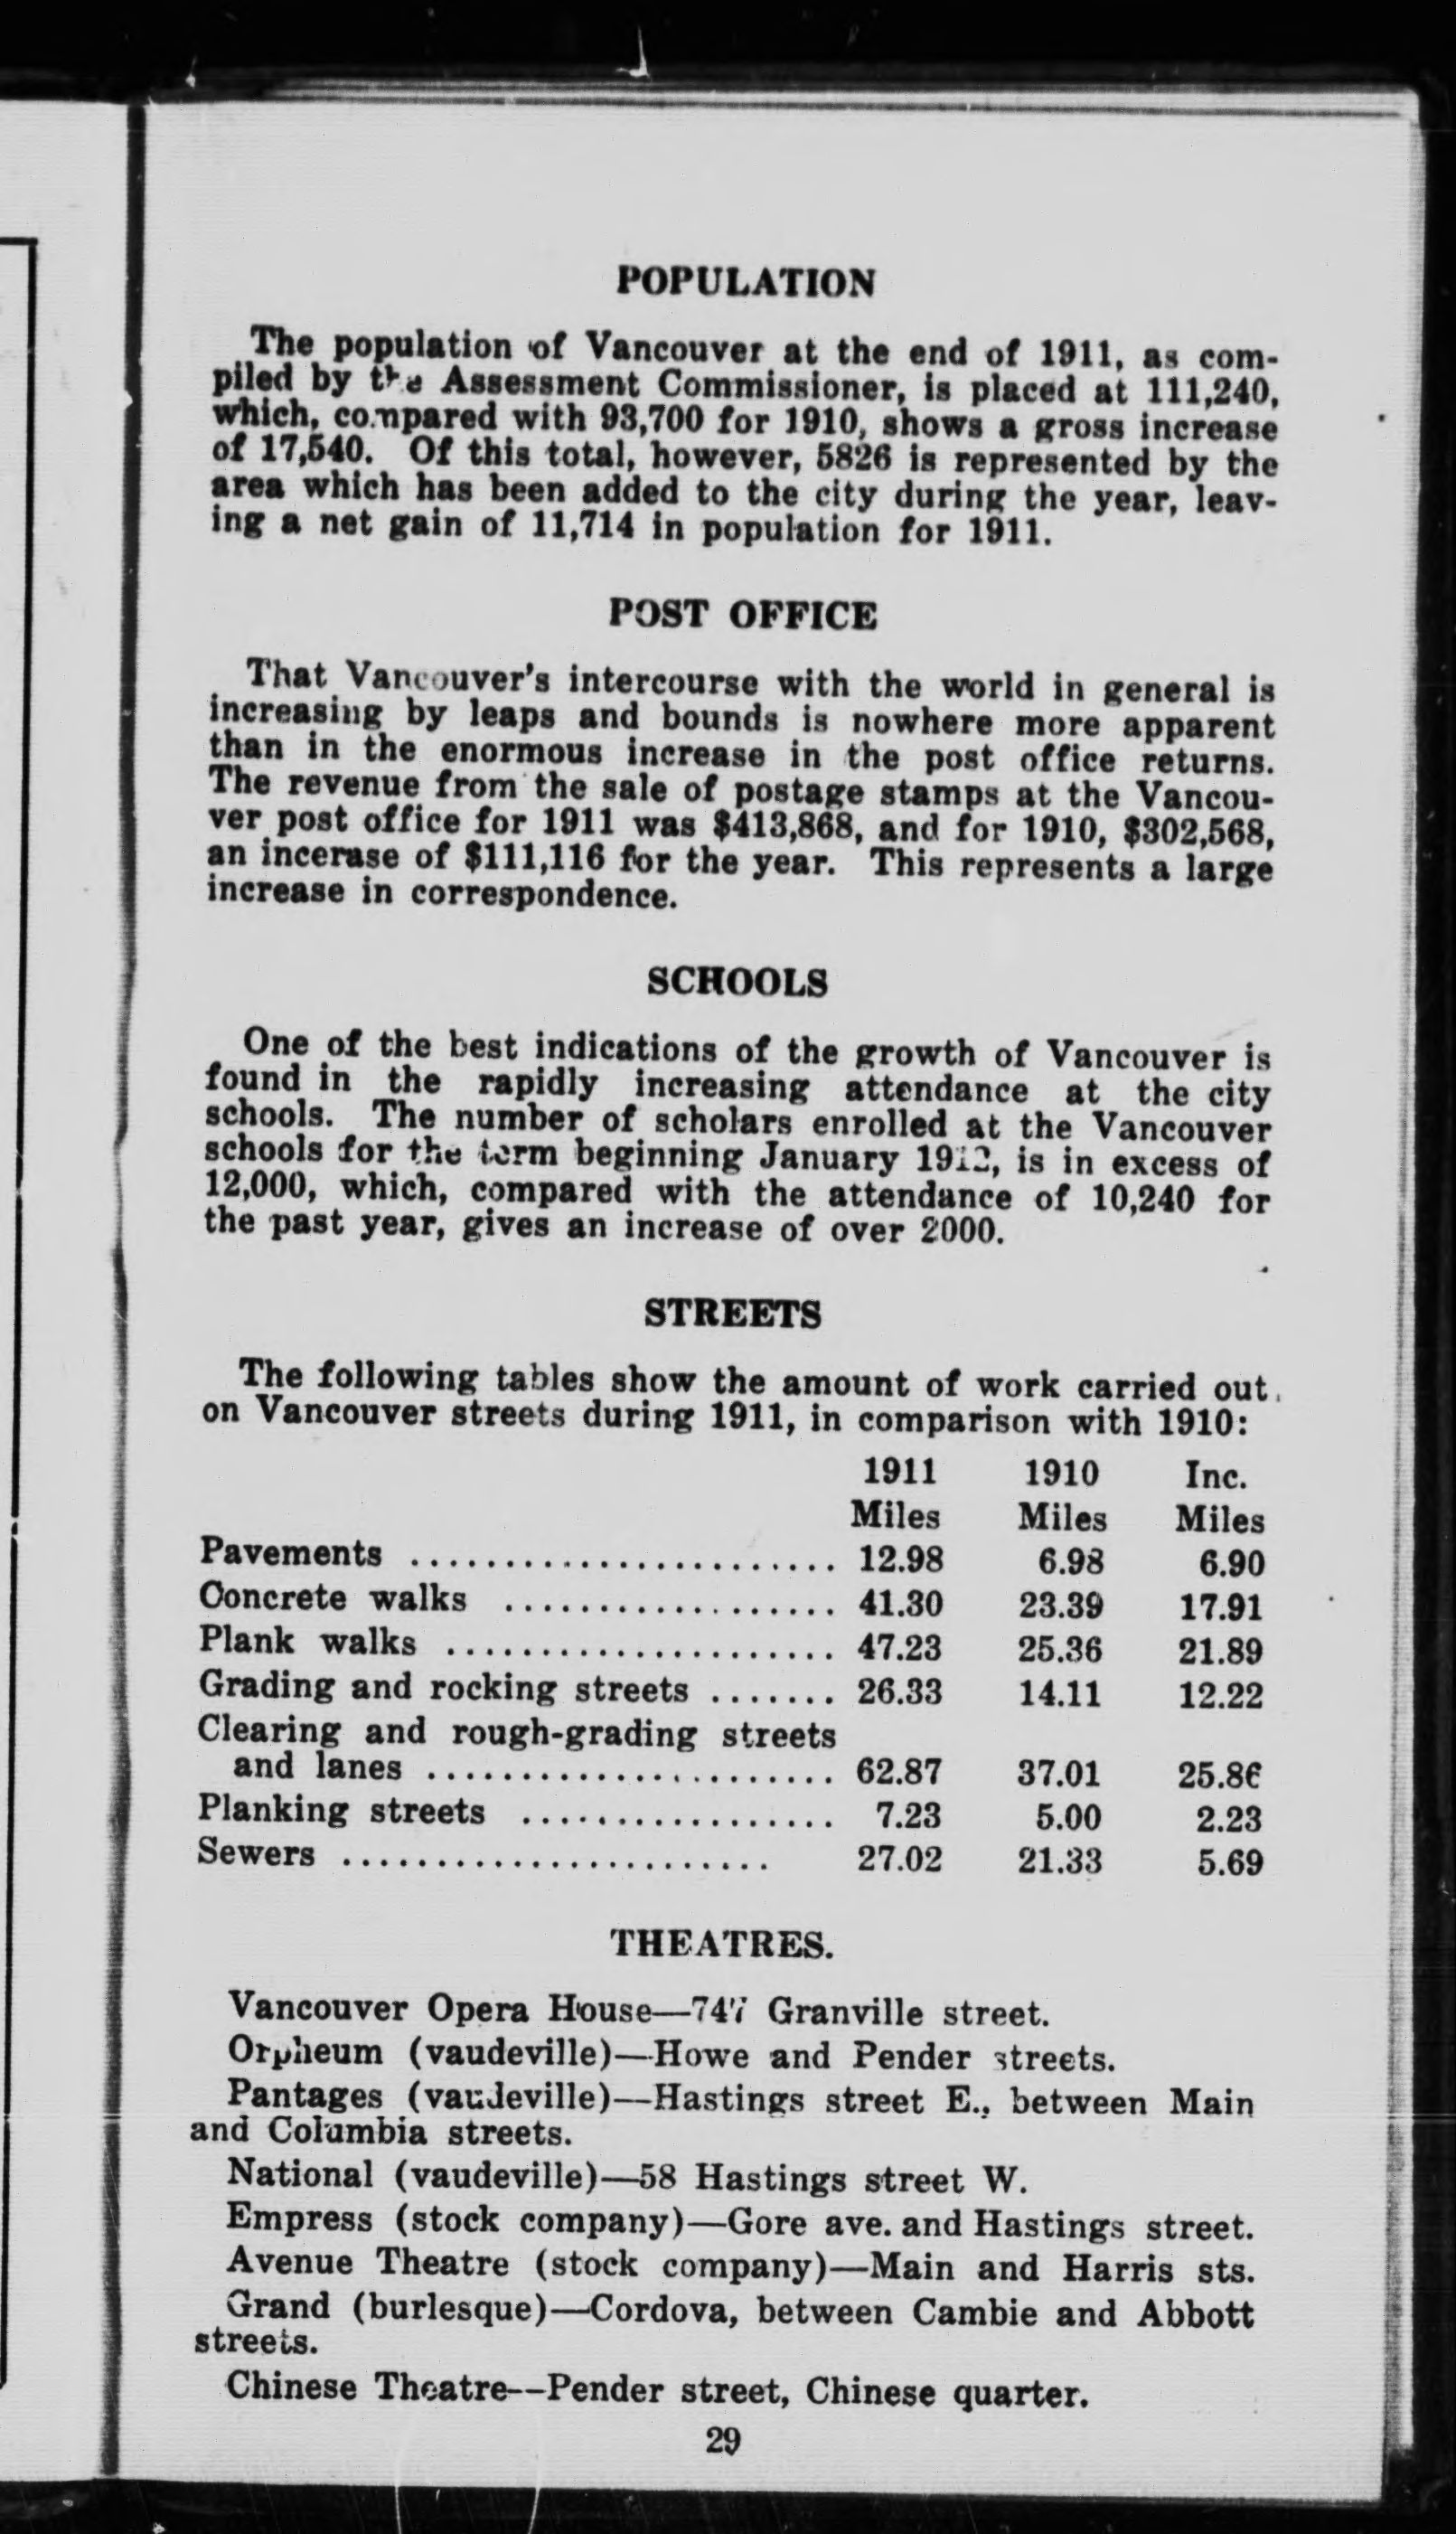 POPULATION
The population of Vancouver at the end of 1911, as com-
piled by the Assessment Commissioner, is placed at 111,240,
which, compared with 93,700 for 1910, shows a gross increase
of 17,540. Of this total, however, 5826 is represented by the
area which has been added to the city during the year, leav-
ing a net gain of 11,714 in population for 1911.
POST OFFICE
That Vancouver's intercourse with the world in general is
increasing by leaps and bounds is nowhere more apparent
than in the enormous increase in the post office returns.
The revenue from the sale of postage stamps at the Vancou-
ver post office for 1911 was $413,868, and for 1910, $302,568,
an incerase of $111,116 for the year. This represents a large
increase in correspondence.
SCHOOLS
One of the best indications of the growth of Vancouver is
found in the rapidly increasing attendance at the city
schools. The number of scholars enrolled at the Vancouver
schools for the term beginning January 1912, is in excess of
12,000, which, compared with the attendance of 10,240 for
the past year, gives an increase of over 2000.
STREETS
The following tables show the amount of work carried out
on Vancouver streets during 1911, in comparison with 1910:
1911 1910 Inc.
Miles Miles Miles
Pavements ....................... 12.98 6.98 6.90
Concrete walks .................. 41.30 23.39 17.91
Plank walks ..................... 47.23 25.36 21.89
Grading and rocking streets ....... 26.33 14.11 12.22
Clearing and rough-grading streets
and lanes ...................... 62.87 37.01 25.86
Planking streets ................. 7.23 5.00 2.23
Sewers ....................... 27.02 21.33 5.69
THEATRES.
Vancouver Opera House—747 Granville street.
Orpheum (vaudeville)—Howe and Pender streets.
Pantages (vaudeville)—Hastings street E., between Main
and Columbia streets.
National (vaudeville)—58 Hastings street W.
Empress (stock company)—Gore ave. and Hastings street.
Avenue Theatre (stock company)—Main and Harris sts.
Grand (burlesque)—Cordova, between Cambie and Abbott
streets.
Chinese Theatre--Pender street, Chinese quarter.
29